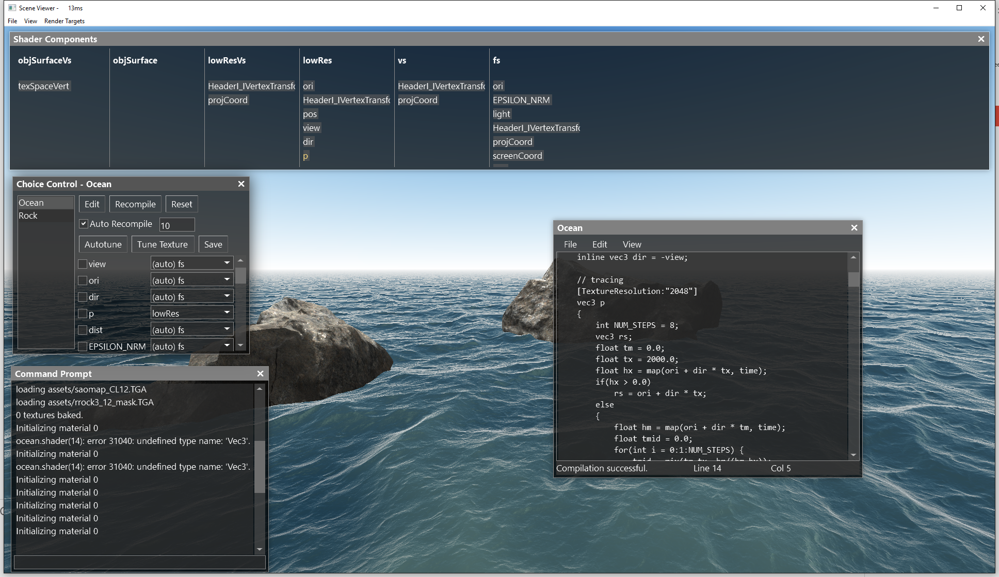 Scene Viewer - 13ms
File View Render Targets
Shader Components
objSurfaceVs
texSpaceVert
objSurface
lowResVs
HeaderI_IVertexTransfo
projCoord
lowRes
ori
HeaderI_IVertexTransfo
pos
view
dir
p
vs
HeaderI_IVertexTransfo
projCoord
fs
ori
EPSILON_NRM
light
HeaderI_IVertexTransfo
projCoord
screenCoord
Choice Control - Ocean
Ocean
Rock
Edit Recompile Reset
Auto Recompile 10
Autotune Tune Texture Save
view (auto) fs
ori (auto) fs
dir (auto) fs
p lowRes
dist (auto) fs
EPSILON_NRM (auto) fs
Command Prompt
loading assets/saomap_CL12.TGA
loading assets/rrock3_12_mask.TGA
0 textures baked.
Initializing material 0
ocean.shader(14): error 31040: undefined type name: 'Vec3'.
Initializing material 0
ocean.shader(14): error 31040: undefined type name: 'Vec3'.
Initializing material 0
Initializing material 0
Initializing material 0
Initializing material 0
Initializing material 0
Ocean
File Edit View
inline vec3 dir = -view;
// tracing
[TextureResolution:"2048"]
vec3 p
{
int NUM_STEPS = 8;
vec3 rs;
float tm = 0.0;
float tx = 2000.0;
float hx = map(ori + dir * tx, time);
if(hx > 0.0)
rs = ori + dir * tx;
else
{
float hm = map(ori + dir * tm, time);
float tmid = 0.0;
for(int i = 0:1:NUM_STEPS) {
Compilation successful. Line 14 Col 5